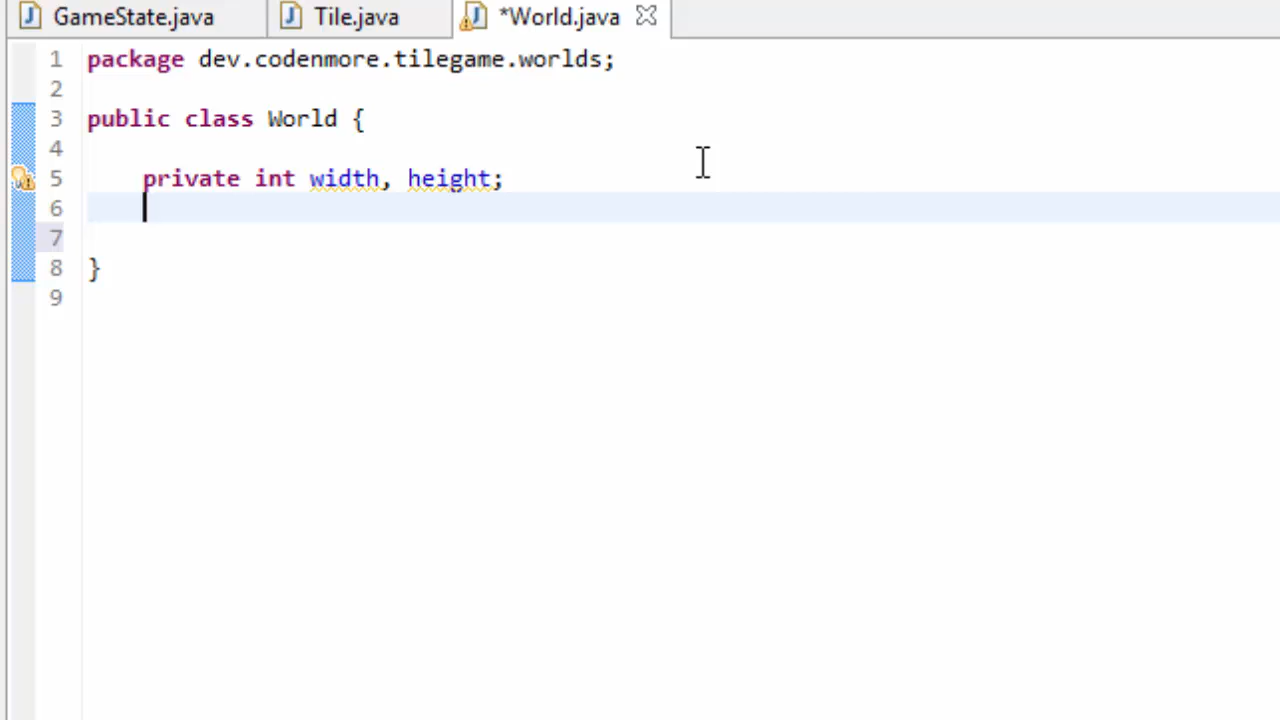 GameState.java Tile.java *World.java
1 package dev.codenmore.tilegame.worlds;
2
3 public class World {
4
5 private int width, height;
6
7
8 }
9